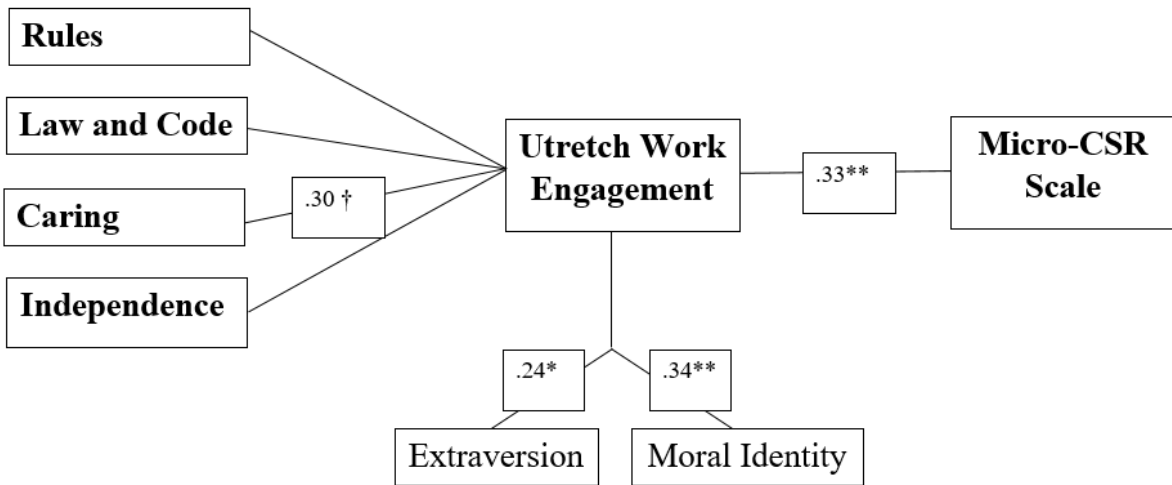 Rules
Law and Code
.30 †
Caring
Independence
Utretch Work
Engagement
.33**
Micro-CSR
Scale
.24*
.34**
Extraversion
Moral Identity